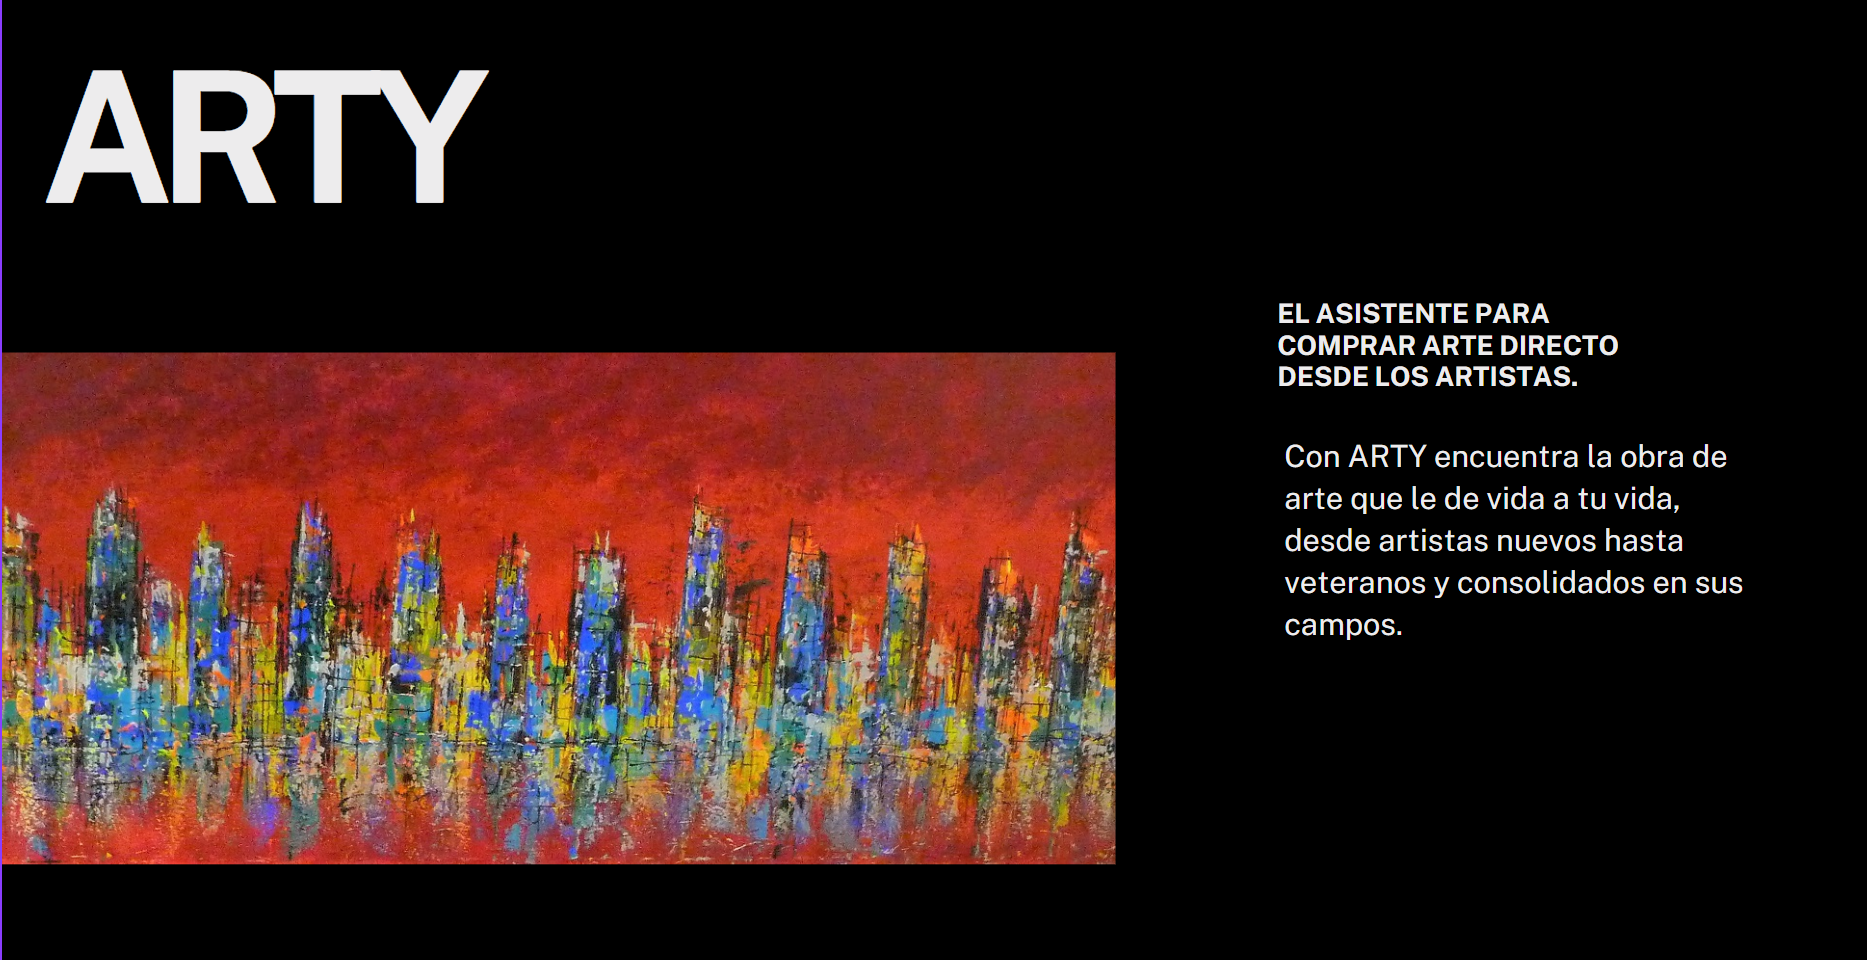 ARTY
EL ASISTENTE PARA
COMPRAR ARTE DIRECTO
DESDE LOS ARTISTAS.
Con ARTY encuentra la obra de
arte que le de vida a tu vida,
desde artistas nuevos hasta
veteranos y consolidados en sus
campos.